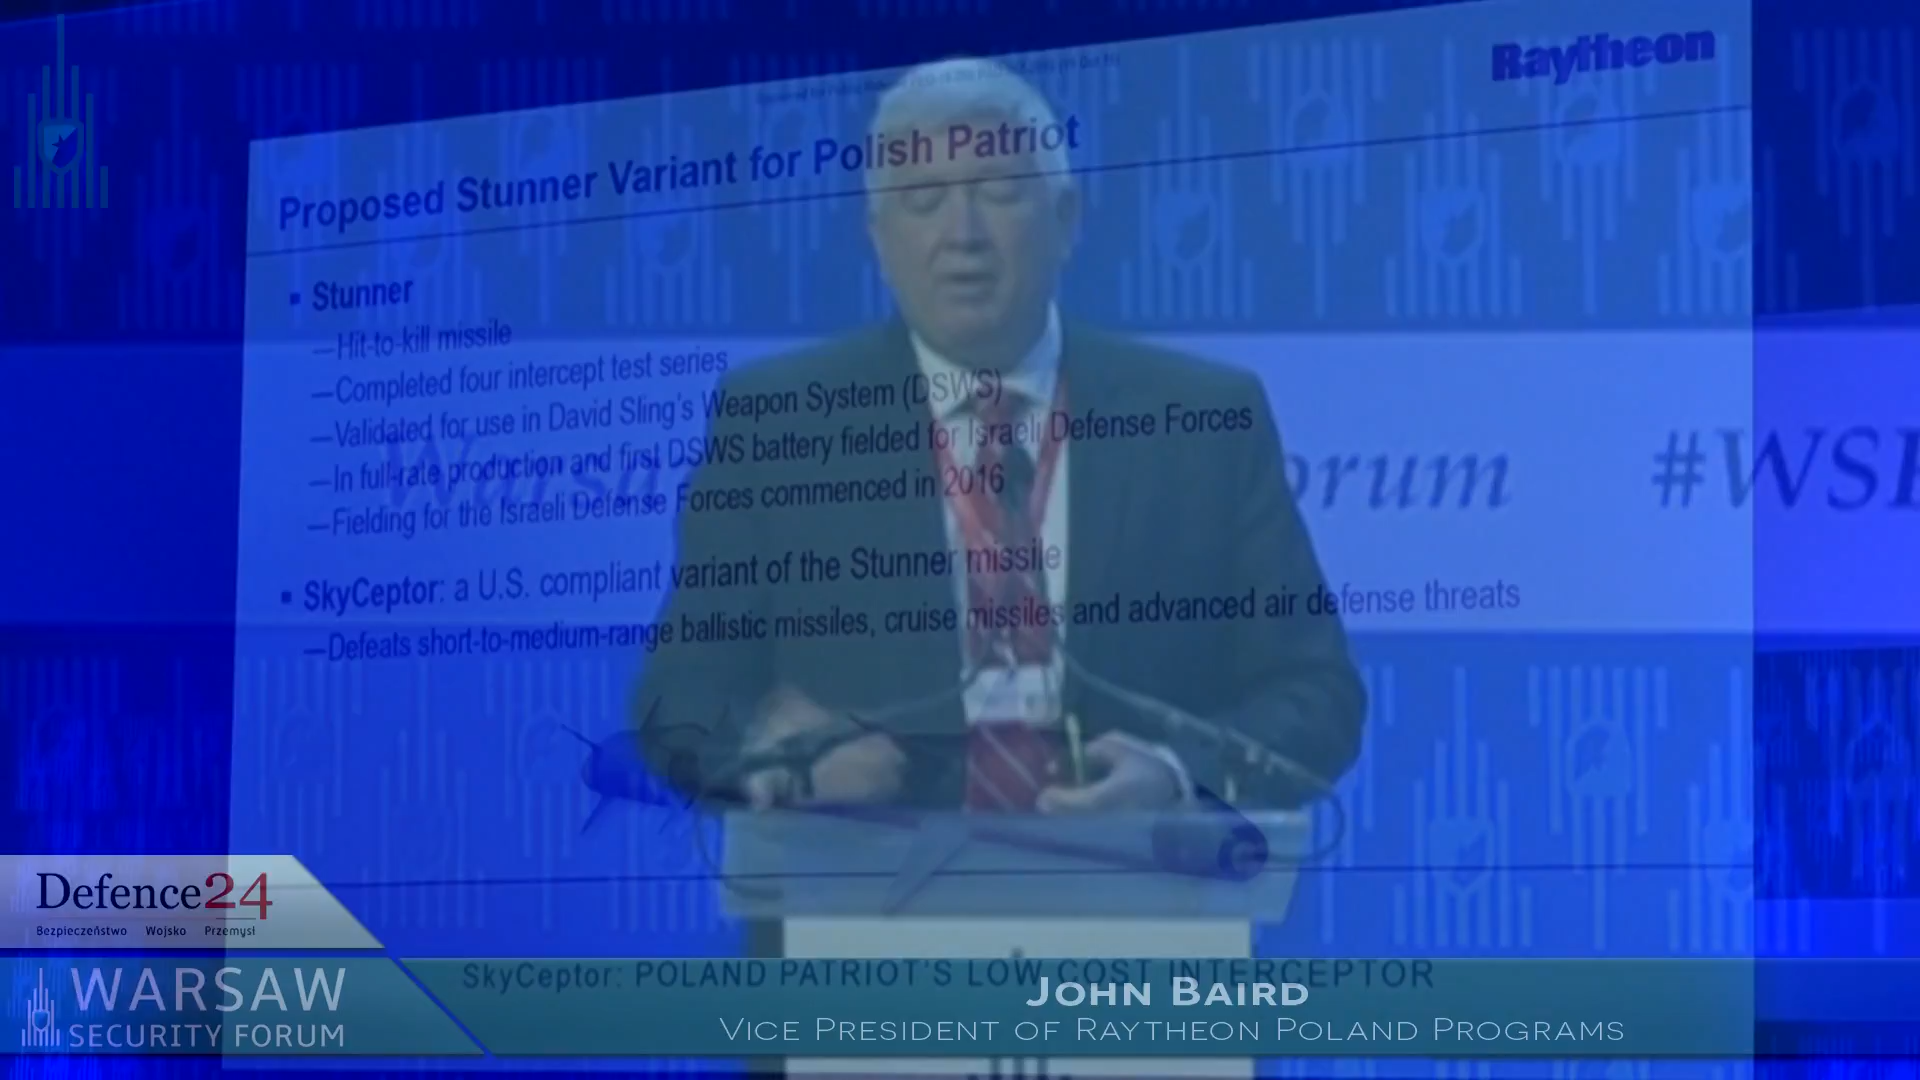 Raytheon
Proposed Stunner Variant for Polish Patriot
▪ Stunner
—Hit-to-kill missile
—Completed four intercept test series
—Validated for use in David Sling's Weapon System (DSWS)
—In full-rate production and first DSWS battery fielded for Israeli Defense Forces
—Fielding for the Israeli Defense Forces commenced in 2016
▪ SkyCeptor: a U.S. compliant variant of the Stunner missile
—Defeats short-to-medium-range ballistic missiles, cruise missiles and advanced air defense threats
#WS
Defence24
Bezpieczeństwo Wojsko Przemysł
WARSAW
SECURITY FORUM
SkyCeptor: POLAND PATRIOT'S LOW COST INTERCEPTOR
JOHN BAIRD
VICE PRESIDENT OF RAYTHEON POLAND PROGRAMS